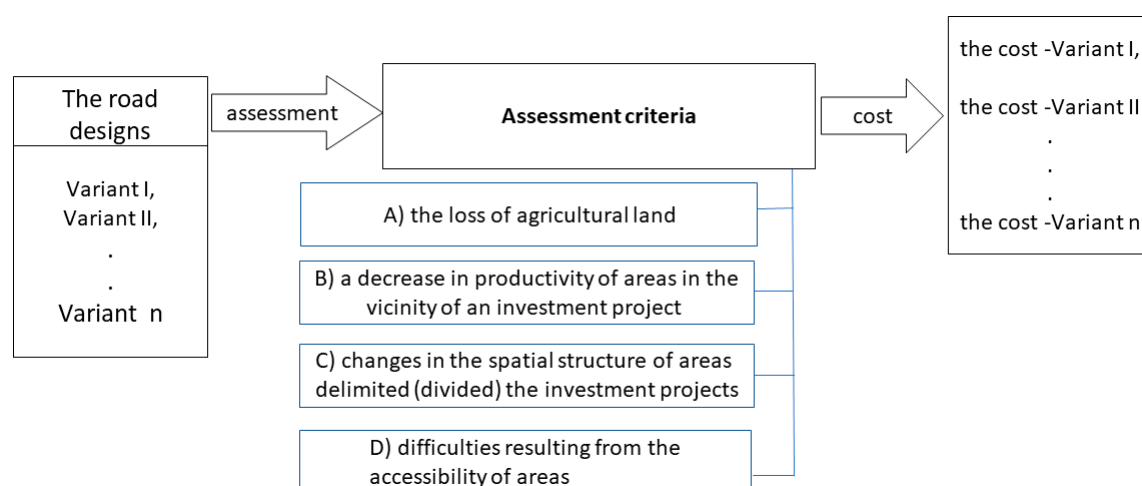 The road
designs
Variant I,
Variant II,
.
.
Variant n
assessment
Assessment criteria
A) the loss of agricultural land
B) a decrease in productivity of areas in the
vicinity of an investment project
C) changes in the spatial structure of areas
delimited (divided) the investment projects
D) difficulties resulting from the
accessibility of areas
cost
the cost -Variant I,
the cost -Variant II
.
.
.
the cost -Variant n